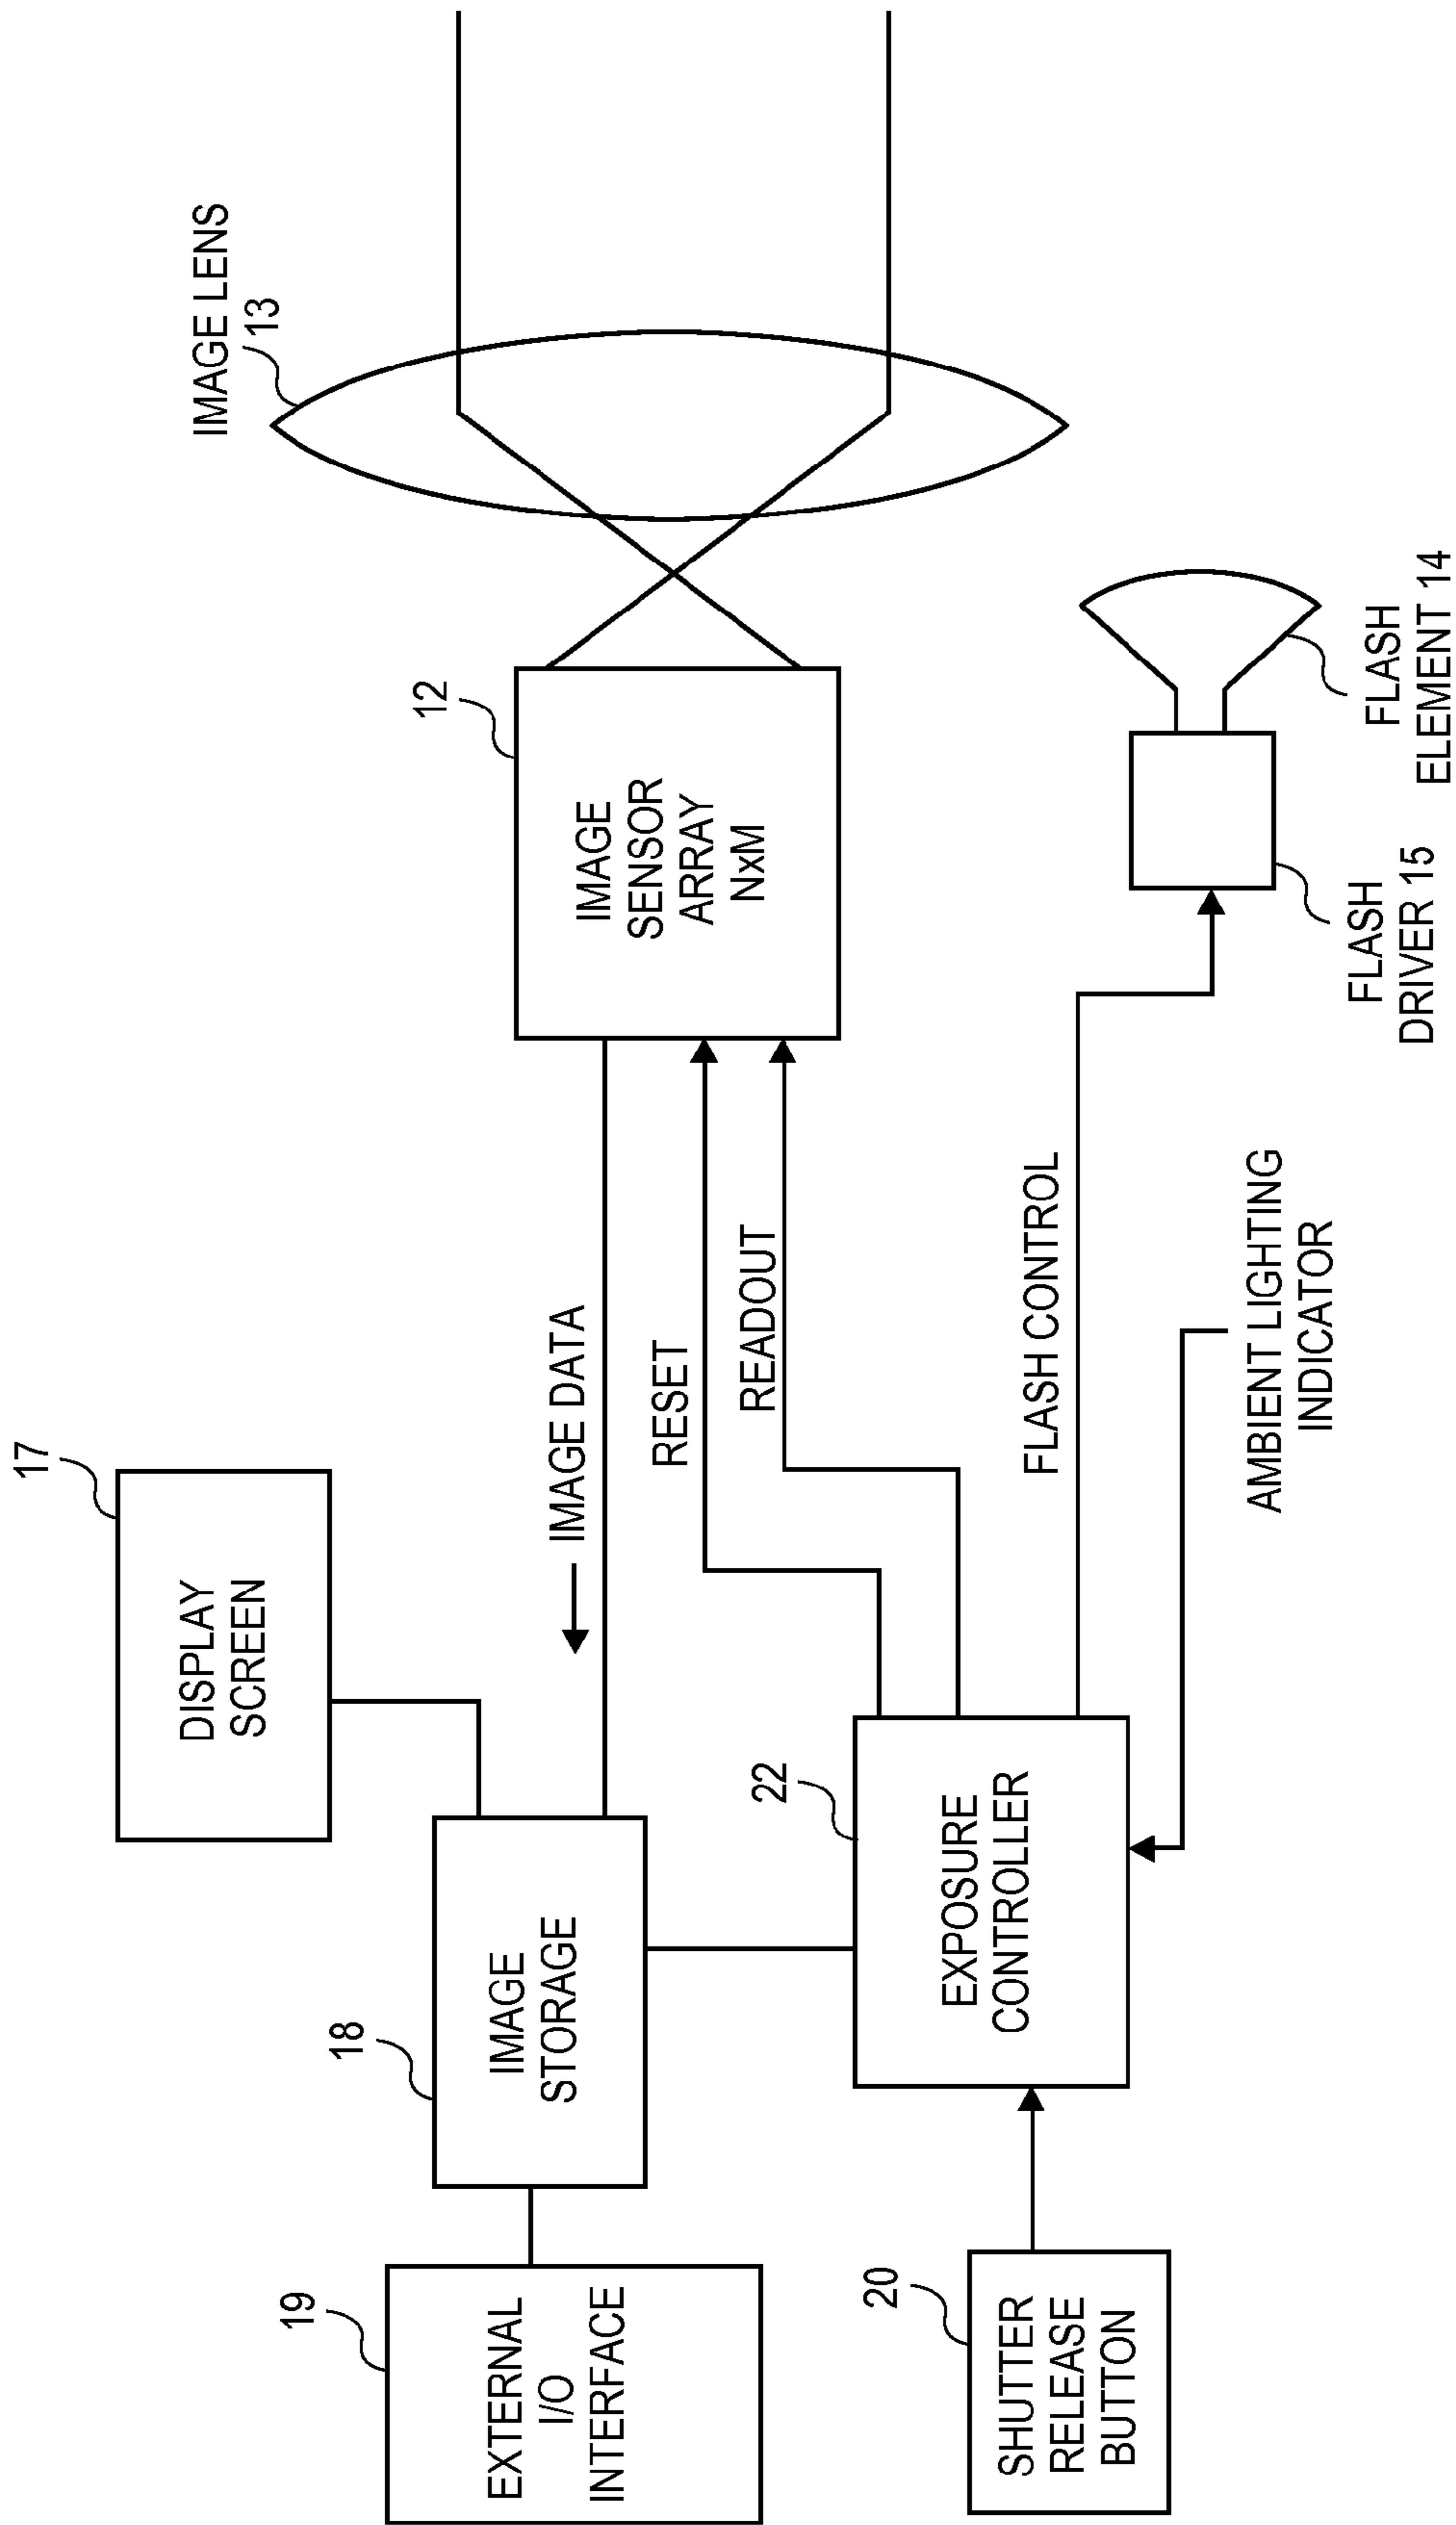 19
EXTERNAL
I/O
INTERFACE
18
IMAGE
STORAGE
17
DISPLAY
SCREEN
20
SHUTTER
RELEASE
BUTTON
22
EXPOSURE
CONTROLLER
IMAGE DATA
RESET
READOUT
FLASH CONTROL
AMBIENT LIGHTING
INDICATOR
12
IMAGE
SENSOR
ARRAY
NxM
IMAGE LENS
13
FLASH
DRIVER 15
FLASH
ELEMENT 14